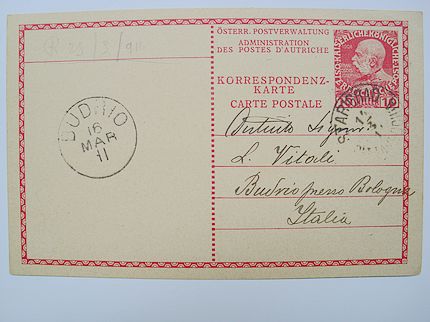 ÖSTERR. POSTVERWALTUNG
ADMINISTRATION
DES POSTES D'AUTRICHE
KORRESPONDENZ-
KARTE
CARTE POSTALE
BUDRIO
16
MAR
11
L. Vitali
Budrio presso Bologna
Italia